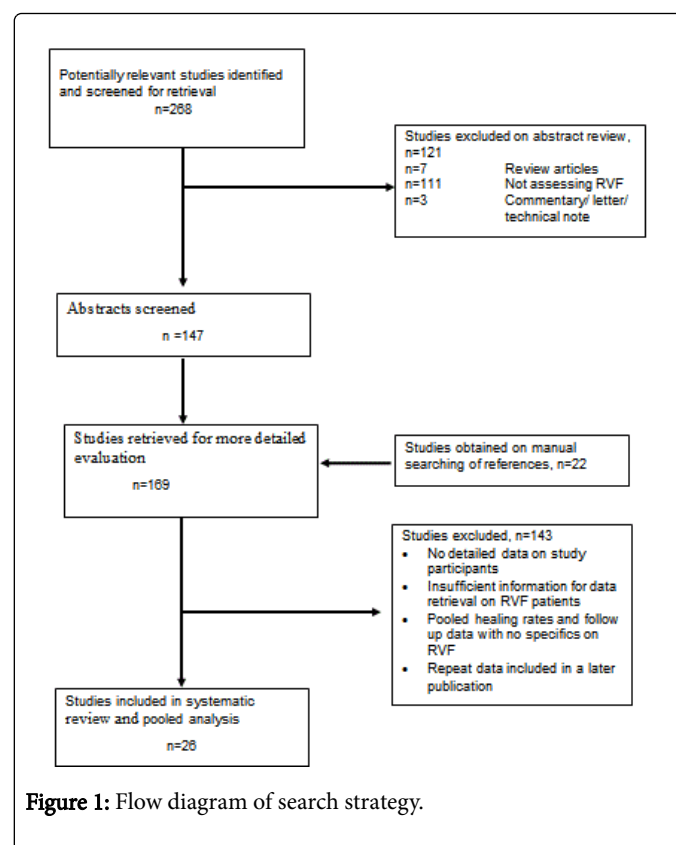 Potentially relevant studies identified
and screened for retrieval
n=268
Studies excluded on abstract review,
n=121
n=7 Review articles
n=111 Not assessing RVF
n=3 Commentary/ letter/
technical note
Abstracts screened
n =147
Studies retrieved for more detailed
evaluation
n=169
Studies obtained on manual
searching of references, n=22
Studies excluded, n=143
• No detailed data on study
participants
• Insufficient information for data
retrieval on RVF patients
• Pooled healing rates and follow
up data with no specifics on
RVF
• Repeat data included in a later
publication
Studies included in systematic
review and pooled analysis
n=26
Figure 1: Flow diagram of search strategy.